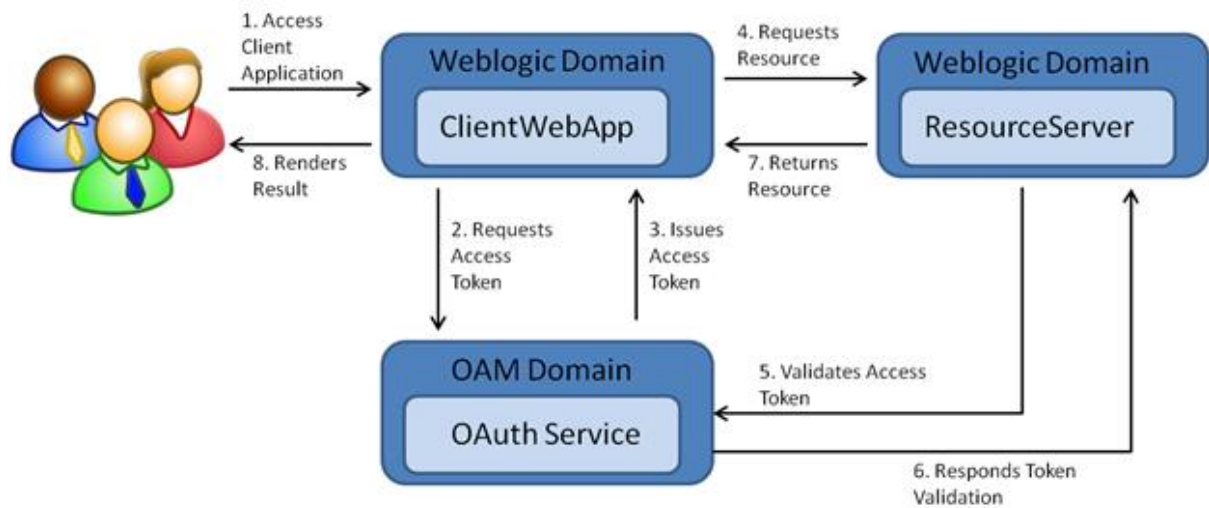 1. Access
Client
Application
8. Renders
Result
Weblogic Domain
ClientWebApp
4. Requests
Resource
7. Returns
Resource
Weblogic Domain
ResourceServer
2. Requests
Access
Token
3. Issues
Access
Token
OAM Domain
OAuth Service
5. Validates Access
Token
6. Responds Token
Validation